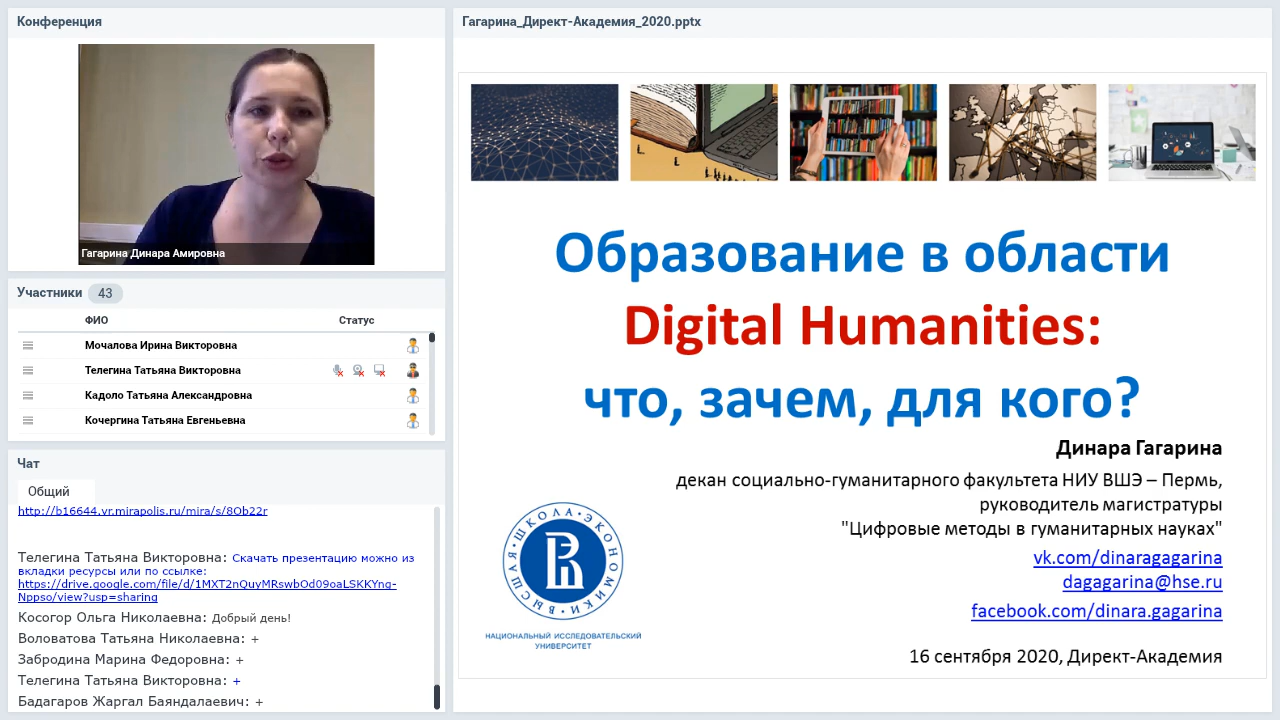 Конференция
Гагарина Динара Амировна
Участники 43
ФИО Статус
Мочалова Ирина Викторовна
Телегина Татьяна Викторовна
Кадоло Татьяна Александровна
Кочергина Татьяна Евгеньевна
Чат
Общий
http://b16644.vr.mirapolis.ru/mira/s/8Ob22r
Телегина Татьяна Викторовна: Скачать презентацию можно из
вкладки ресурсы или по ссылке:
https://drive.google.com/file/d/1MXT2nQuyMRswbOd09oaLSKKYng-
Nppso/view?usp=sharing
Косогор Ольга Николаевна: Добрый день!
Воловатова Татьяна Николаевна: +
Забродина Марина Федоровна: +
Телегина Татьяна Викторовна: +
Бадагаров Жаргал Баяндалаевич: +
Гагарина_Директ-Академия_2020.pptx
Образование в области
Digital Humanities:
что, зачем, для кого?
Динара Гагарина
декан социально-гуманитарного факультета НИУ ВШЭ – Пермь,
руководитель магистратуры
"Цифровые методы в гуманитарных науках"
vk.com/dinaragagarina
dagagarina@hse.ru
facebook.com/dinara.gagarina
16 сентября 2020, Директ-Академия
ВЫСШАЯ ШКОЛА ЭКОНОМИКИ
НАЦИОНАЛЬНЫЙ ИССЛЕДОВАТЕЛЬСКИЙ
УНИВЕРСИТЕТ